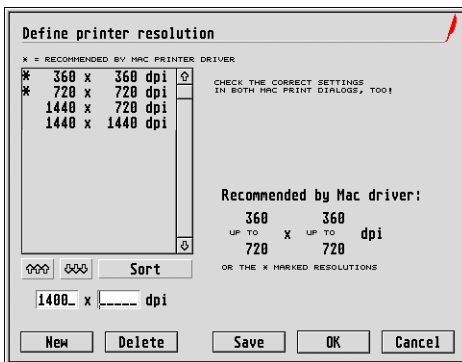 Define printer resolution
* = RECOMMENDED BY MAC PRINTER DRIVER
* 360 x 360 dpi
* 720 x 720 dpi
1440 x 720 dpi
1440 x 1440 dpi
CHECK THE CORRECT SETTINGS
IN BOTH MAC PRINT DIALOGS, TOO!
Recommended by Mac driver:
360 360
UP TO x UP TO dpi
720 720
OR THE * MARKED RESOLUTIONS
Sort
1400_ x _____ dpi
New Delete Save OK Cancel